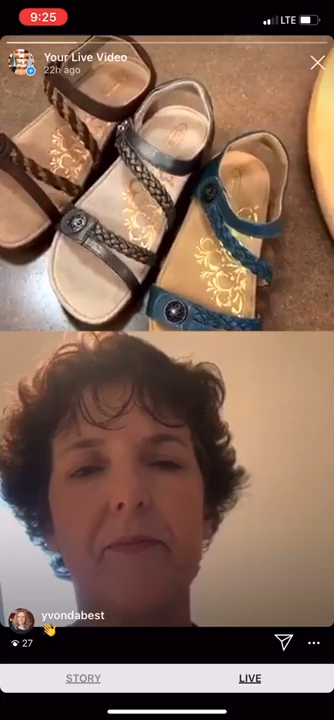 9:25
LTE
Your Live Video
22h ago
yvondabest
👋
27
STORY
LIVE